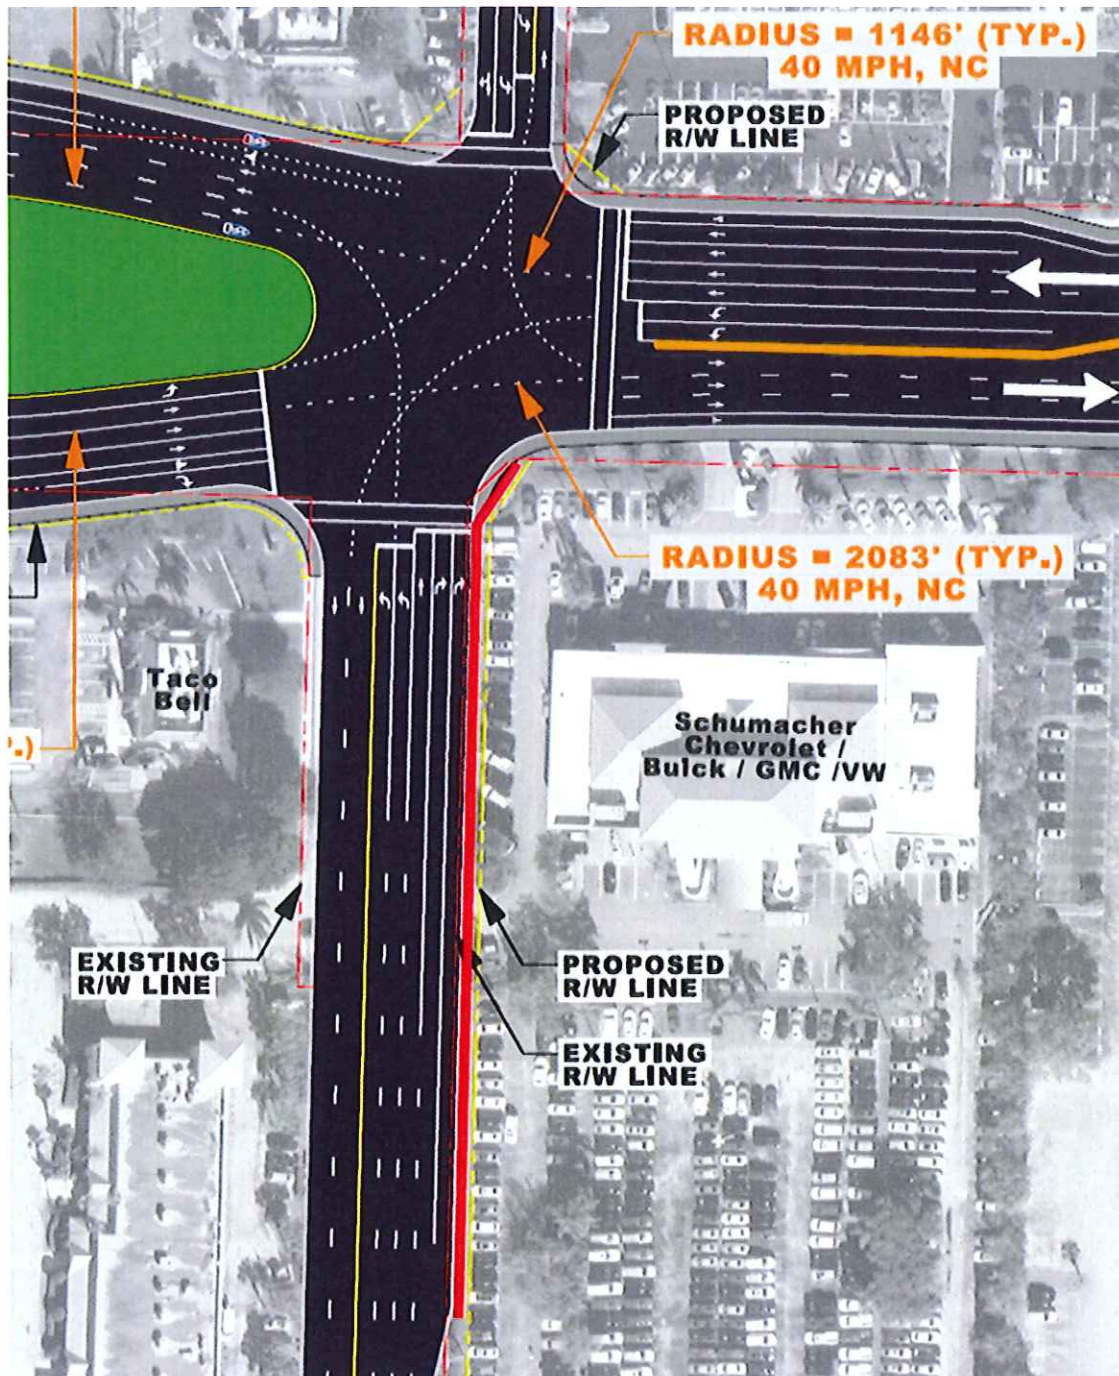 RADIUS = 1146' (TYP.)
40 MPH, NC
PROPOSED
R/W LINE
RADIUS = 2083' (TYP.)
40 MPH, NC
Taco
Bell
P.)
Schumacher
Chevrolet /
Buick / GMC /VW
EXISTING
R/W LINE
PROPOSED
R/W LINE
EXISTING
R/W LINE